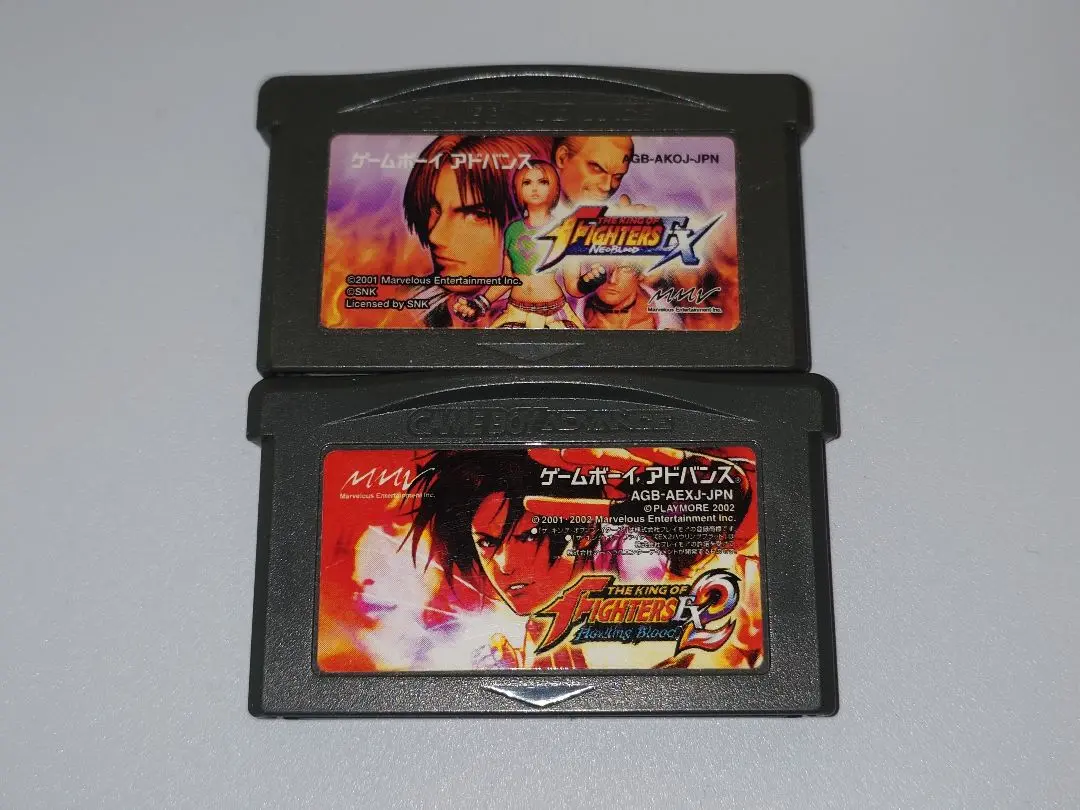 ゲームボーイ アドバンス
AGB-AKOJ-JPN
THE KING OF
FIGHTERS EX
NEOBLOOD
©2001 Marvelous Entertainment Inc.
©SNK
Licensed by SNK
MMV
Marvelous Entertainment Inc.
GAME BOY ADVANCE
MMV
Marvelous Entertainment Inc.
ゲームボーイ アドバンス
AGB-AEXJ-JPN
©PLAYMORE 2002
©2001-2002 Marvelous Entertainment Inc.
THE KING OF
FIGHTERS EX2
Howling Blood